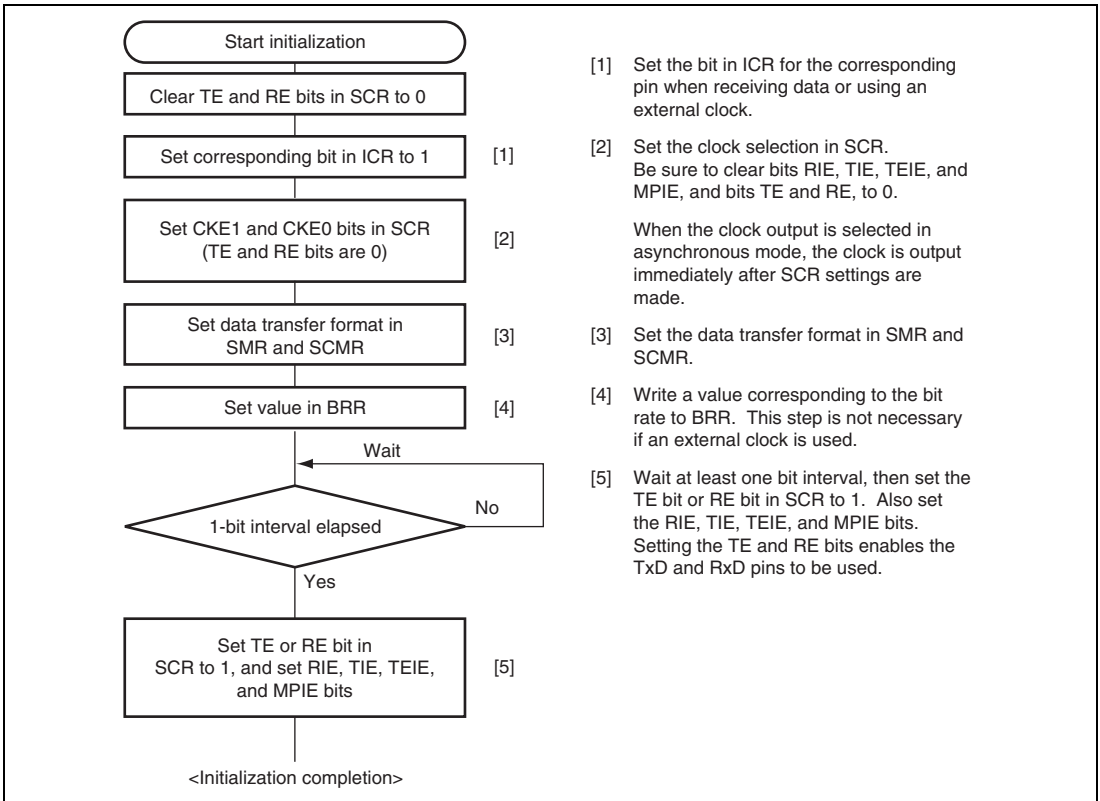 Start initialization
Clear TE and RE bits in SCR to 0
Set corresponding bit in ICR to 1
[1]
Set CKE1 and CKE0 bits in SCR
(TE and RE bits are 0)
[2]
Set data transfer format in
SMR and SCMR
[3]
Set value in BRR
[4]
Wait
1-bit interval elapsed
No
Yes
Set TE or RE bit in
SCR to 1, and set RIE, TIE, TEIE,
and MPIE bits
[5]
<Initialization completion>
[1] Set the bit in ICR for the corresponding
pin when receiving data or using an
external clock.
[2] Set the clock selection in SCR.
Be sure to clear bits RIE, TIE, TEIE, and
MPIE, and bits TE and RE, to 0.
When the clock output is selected in
asynchronous mode, the clock is output
immediately after SCR settings are
made.
[3] Set the data transfer format in SMR and
SCMR.
[4] Write a value corresponding to the bit
rate to BRR. This step is not necessary
if an external clock is used.
[5] Wait at least one bit interval, then set the
TE bit or RE bit in SCR to 1. Also set
the RIE, TIE, TEIE, and MPIE bits.
Setting the TE and RE bits enables the
TxD and RxD pins to be used.